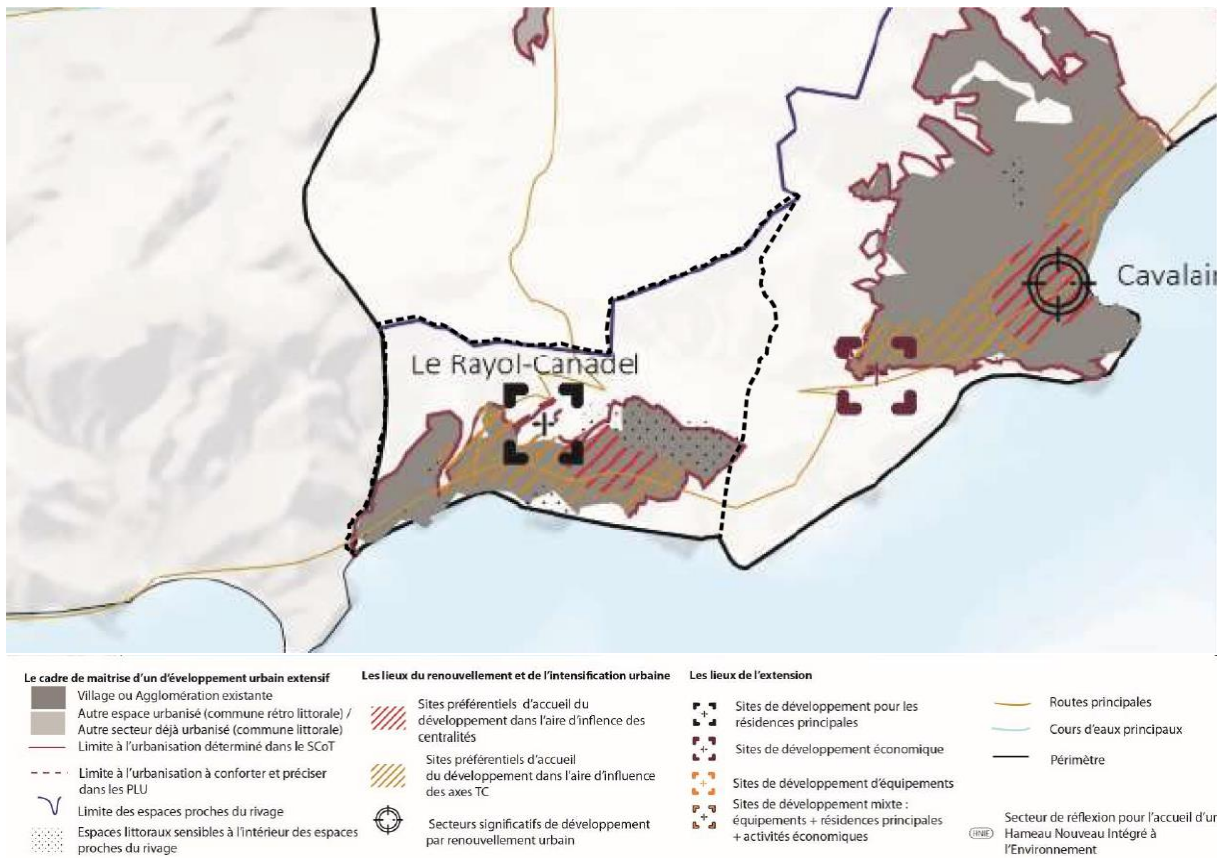 Le Rayol-Canadel
Cavalair
Le cadre de maitrise d'un d'éveloppement urbain extensif
Village ou Agglomération existante
Autre espace urbanisé (commune rétro littorale) /
Autre secteur déjà urbanisé (commune littorale)
Limite à l'urbanisation déterminé dans le SCoT
Limite à l'urbanisation à conforter et préciser
dans les PLU
Limite des espaces proches du rivage
Espaces littoraux sensibles à l'intérieur des espaces
proches du rivage
Les lieux du renouvellement et de l'intensification urbaine
Sites préférentiels d'accueil du
développement dans l'aire d'inflence des
centralités
Sites préférentiels d'accueil
du développement dans l'aire d'influence
des axes TC
Secteurs significatifs de développement
par renouvellement urbain
Les lieux de l'extension
Sites de développement pour les
résidences principales
Sites de développement économique
Sites de développement d'équipements
Sites de développement mixte :
équipements + résidences principales
+ activités économiques
Routes principales
Cours d'eaux principaux
Périmètre
HNIE
Secteur de réflexion pour l'accueil d'un
Hameau Nouveau Intégré à
l'Environnement